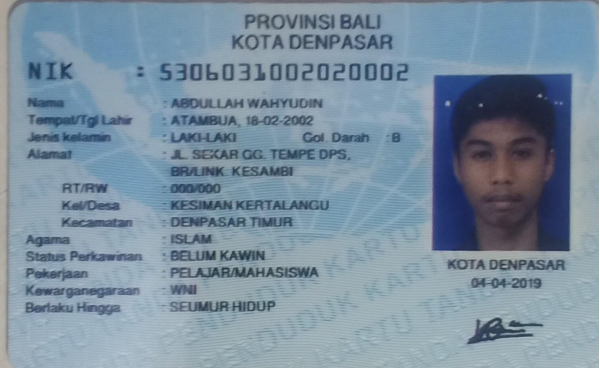 PROVINSI BALI
KOTA DENPASAR
NIK : 5306031002020002
Nama : ABDULLAH WAHYUDIN
Tempat/Tgl Lahir : ATAMBUA, 18-02-2002
Jenis kelamin : LAKI-LAKI Gol. Darah : B
Alamat : JL. SEKAR GG. TEMPE DPS,
BR/LINK. KESAMBI
RT/RW : 000/000
Kel/Desa : KESIMAN KERTALANGU
Kecamatan : DENPASAR TIMUR
Agama : ISLAM
Status Perkawinan : BELUM KAWIN
Pekerjaan : PELAJAR/MAHASISWA
Kewarganegaraan : WNI
Berlaku Hingga : SEUMUR HIDUP
KOTA DENPASAR
04-04-2019